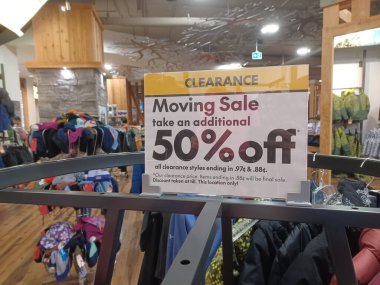 CLEARANCE
Moving Sale
take an additional
50% off*
all clearance styles ending in .97¢ & .88¢.
*Our clearance price. Items ending in .88¢ will be final sale.
Discount taken at till. This location only!